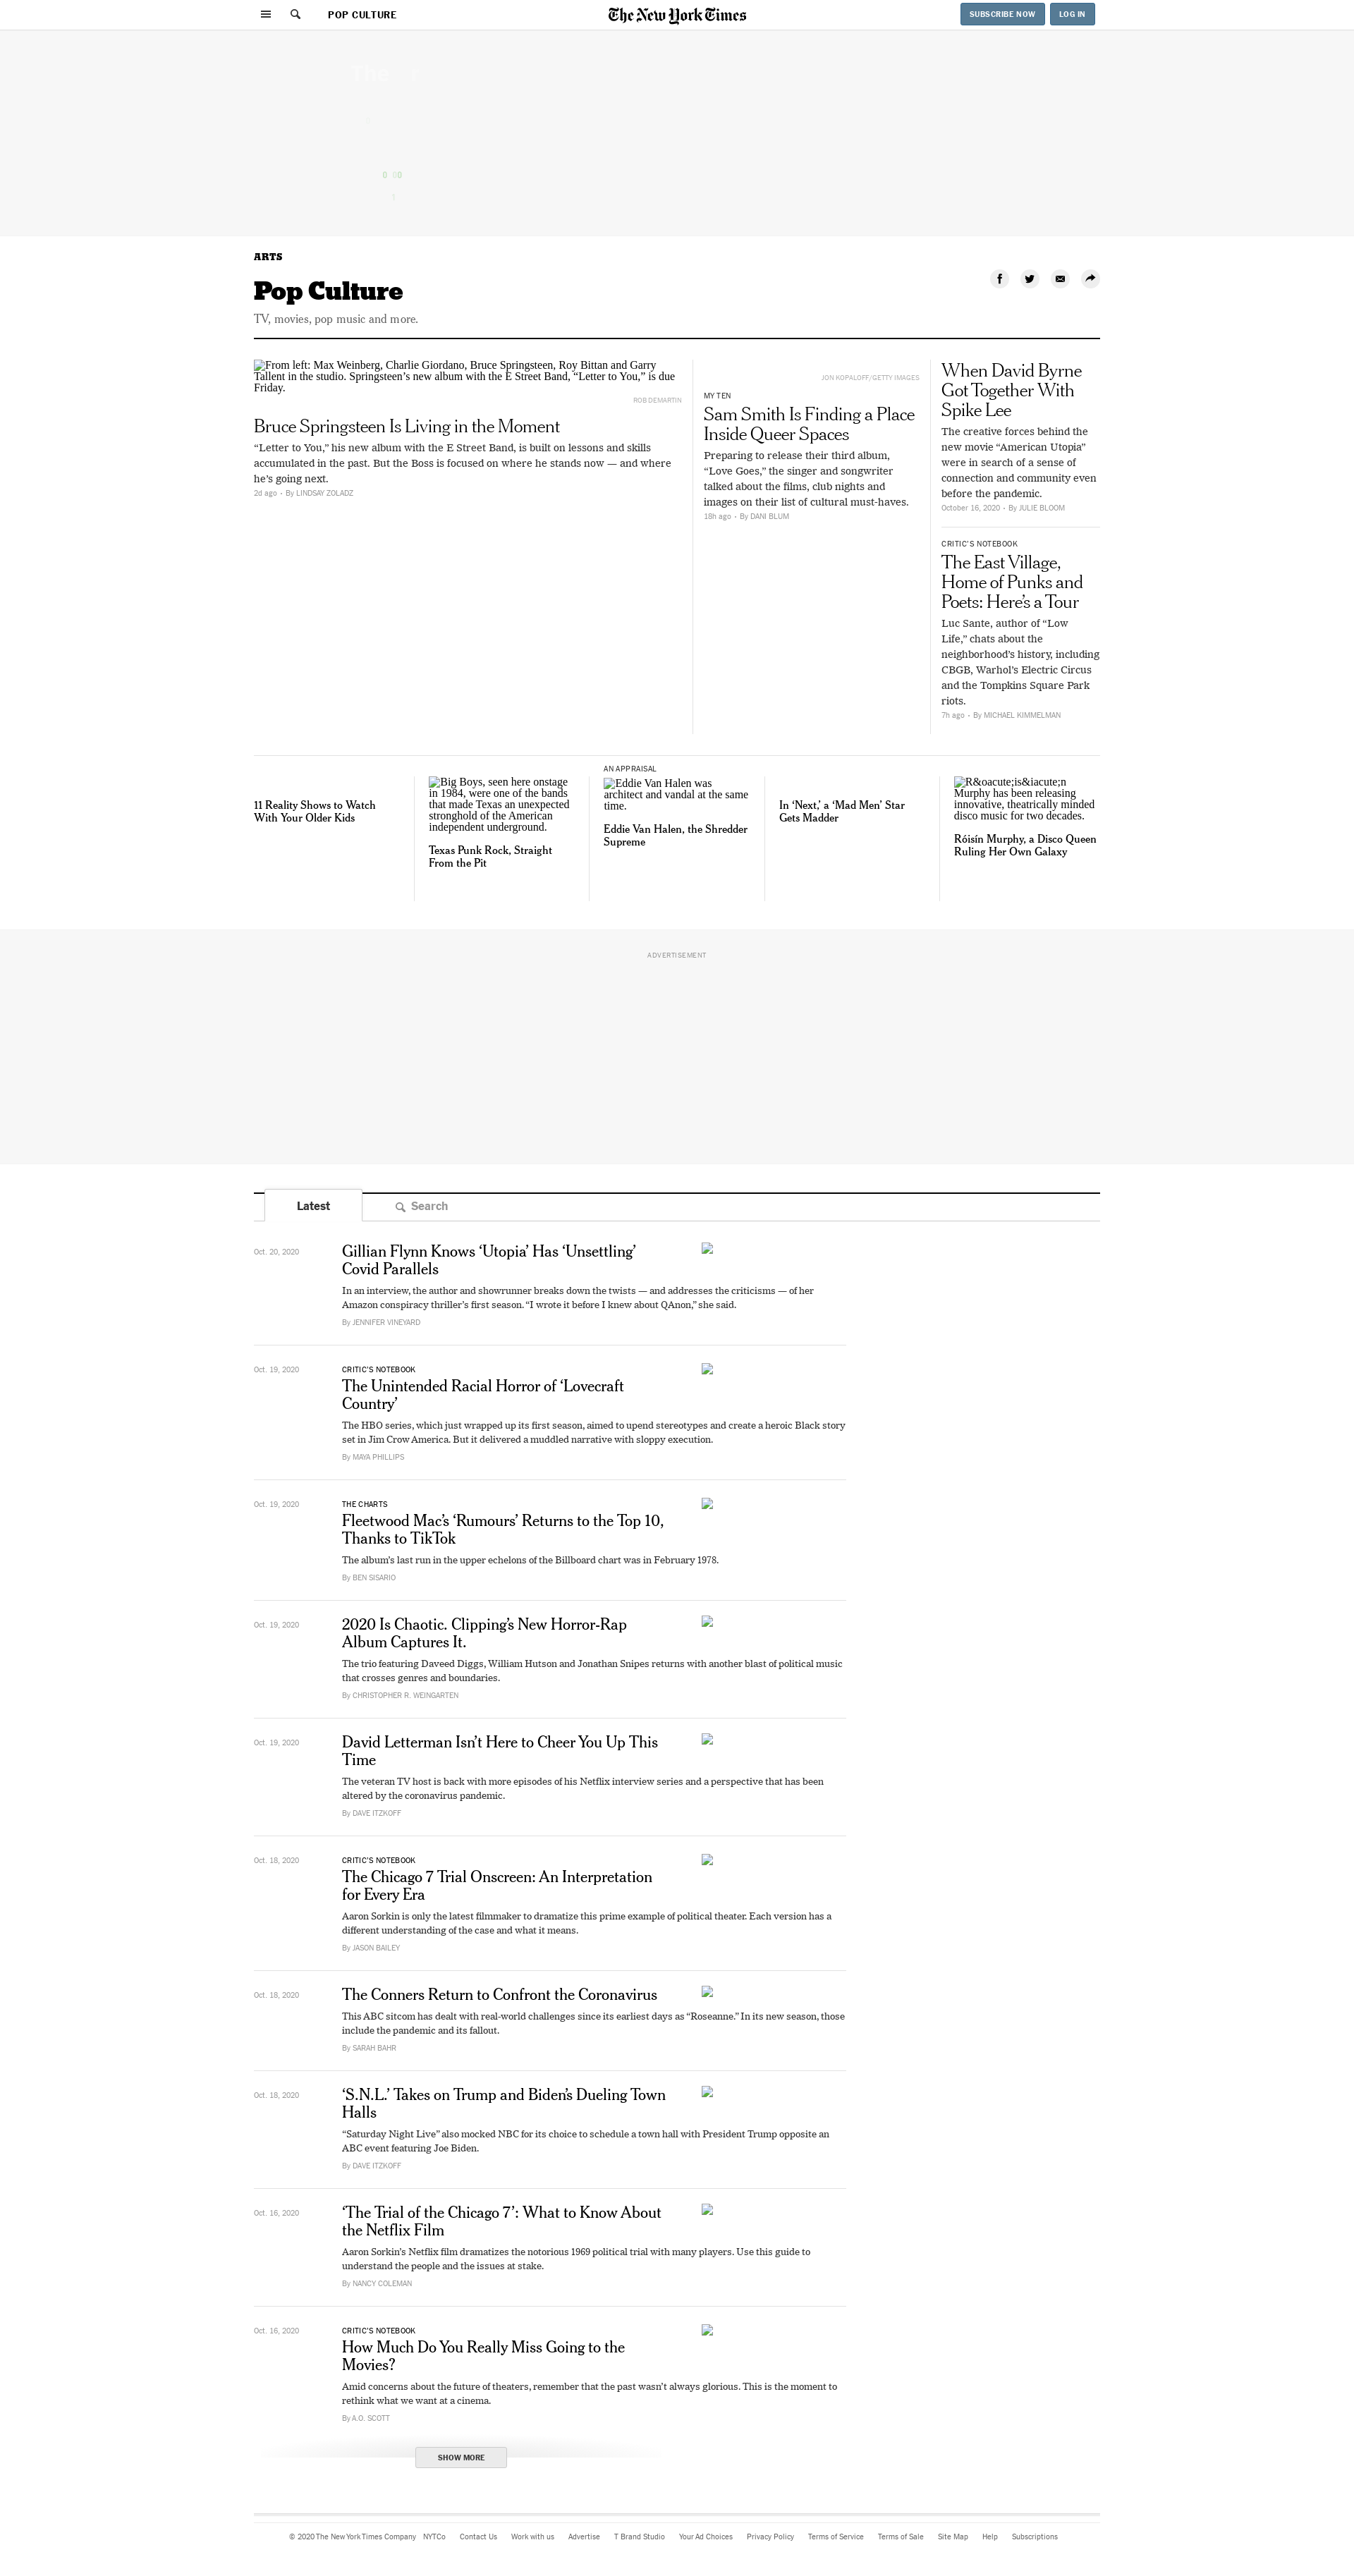 POP CULTURE
The New York Times
SUBSCRIBE NOW
LOG IN
The
ARTS
Pop Culture
TV, movies, pop music and more.
From left: Max Weinberg, Charlie Giordano, Bruce Springsteen, Roy Bittan and Garry
Tallent in the studio. Springsteen's new album with the E Street Band, “Letter to You,” is due
Friday.
ROB DEMARTIN
Bruce Springsteen Is Living in the Moment
“Letter to You,” his new album with the E Street Band, is built on lessons and skills
accumulated in the past. But the Boss is focused on where he stands now — and where
he’s going next.
2d ago • By LINDSAY ZOLADZ
JON KOPALOFF/GETTY IMAGES
MY TEN
Sam Smith Is Finding a Place
Inside Queer Spaces
Preparing to release their third album,
“Love Goes,” the singer and songwriter
talked about the films, club nights and
images on their list of cultural must-haves.
18h ago • By DANI BLUM
When David Byrne
Got Together With
Spike Lee
The creative forces behind the
new movie “American Utopia”
were in search of a sense of
connection and community even
before the pandemic.
October 16, 2020 • By JULIE BLOOM
CRITIC’S NOTEBOOK
The East Village,
Home of Punks and
Poets: Here’s a Tour
Luc Sante, author of “Low
Life,” chats about the
neighborhood’s history, including
CBGB, Warhol’s Electric Circus
and the Tompkins Square Park
riots.
7h ago • By MICHAEL KIMMELMAN
11 Reality Shows to Watch
With Your Older Kids
Big Boys, seen here onstage
in 1984, were one of the bands
that made Texas an unexpected
stronghold of the American
independent underground.
Texas Punk Rock, Straight
From the Pit
AN APPRAISAL
Eddie Van Halen was
architect and vandal at the same
time.
Eddie Van Halen, the Shredder
Supreme
In ‘Next,’ a ‘Mad Men’ Star
Gets Madder
R&oacute;is&iacute;n
Murphy has been releasing
innovative, theatrically minded
disco music for two decades.
Róisín Murphy, a Disco Queen
Ruling Her Own Galaxy
ADVERTISEMENT
Latest
Search
Oct. 20, 2020
Gillian Flynn Knows ‘Utopia’ Has ‘Unsettling’
Covid Parallels
In an interview, the author and showrunner breaks down the twists — and addresses the criticisms — of her
Amazon conspiracy thriller’s first season. “I wrote it before I knew about QAnon,” she said.
By JENNIFER VINEYARD
Oct. 19, 2020
CRITIC’S NOTEBOOK
The Unintended Racial Horror of ‘Lovecraft
Country’
The HBO series, which just wrapped up its first season, aimed to upend stereotypes and create a heroic Black story
set in Jim Crow America. But it delivered a muddled narrative with sloppy execution.
By MAYA PHILLIPS
Oct. 19, 2020
THE CHARTS
Fleetwood Mac’s ‘Rumours’ Returns to the Top 10,
Thanks to TikTok
The album’s last run in the upper echelons of the Billboard chart was in February 1978.
By BEN SISARIO
Oct. 19, 2020
2020 Is Chaotic. Clipping’s New Horror-Rap
Album Captures It.
The trio featuring Daveed Diggs, William Hutson and Jonathan Snipes returns with another blast of political music
that crosses genres and boundaries.
By CHRISTOPHER R. WEINGARTEN
Oct. 19, 2020
David Letterman Isn’t Here to Cheer You Up This
Time
The veteran TV host is back with more episodes of his Netflix interview series and a perspective that has been
altered by the coronavirus pandemic.
By DAVE ITZKOFF
Oct. 18, 2020
CRITIC’S NOTEBOOK
The Chicago 7 Trial Onscreen: An Interpretation
for Every Era
Aaron Sorkin is only the latest filmmaker to dramatize this prime example of political theater. Each version has a
different understanding of the case and what it means.
By JASON BAILEY
Oct. 18, 2020
The Conners Return to Confront the Coronavirus
This ABC sitcom has dealt with real-world challenges since its earliest days as “Roseanne.” In its new season, those
include the pandemic and its fallout.
By SARAH BAHR
Oct. 18, 2020
‘S.N.L.’ Takes on Trump and Biden’s Dueling Town
Halls
“Saturday Night Live” also mocked NBC for its choice to schedule a town hall with President Trump opposite an
ABC event featuring Joe Biden.
By DAVE ITZKOFF
Oct. 16, 2020
‘The Trial of the Chicago 7’: What to Know About
the Netflix Film
Aaron Sorkin’s Netflix film dramatizes the notorious 1969 political trial with many players. Use this guide to
understand the people and the issues at stake.
By NANCY COLEMAN
Oct. 16, 2020
CRITIC’S NOTEBOOK
How Much Do You Really Miss Going to the
Movies?
Amid concerns about the future of theaters, remember that the past wasn’t always glorious. This is the moment to
rethink what we want at a cinema.
By A.O. SCOTT
SHOW MORE
© 2020 The New York Times Company NYTCo Contact Us Work with us Advertise T Brand Studio Your Ad Choices Privacy Policy Terms of Service Terms of Sale Site Map Help Subscriptions